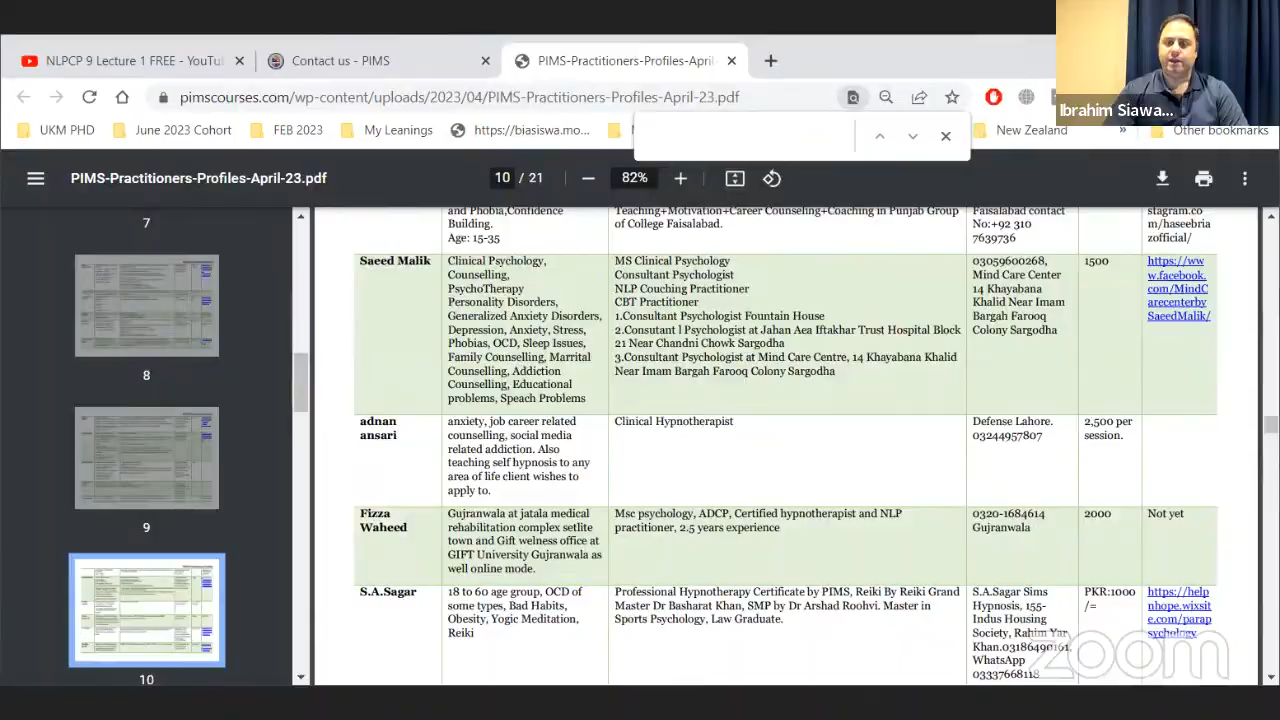 NLPCP 9 Lecture 1 FREE - YouTu
Contact us - PIMS
PIMS-Practitioners-Profiles-April-
pimscourses.com/wp-content/uploads/2023/04/PIMS-Practitioners-Profiles-April-23.pdf
Ibrahim Siawa...
UKM PHD
June 2023 Cohort
FEB 2023
My Leanings
https://biasiswa.mo...
New Zealand
»
Other bookmarks
PIMS-Practitioners-Profiles-April-23.pdf
10 / 21
82%
7
8
9
10
and Phobia,Confidence
Building.
Age: 15-35
Teaching+Motivation+Career Counseling+Coaching in Punjab Group
of College Faisalabad.
Faisalabad contact
No:+92 310
7639736
stagram.co
m/haseebria
zofficial/
Saeed Malik
Clinical Psychology,
Counselling,
PsychoTherapy
Personality Disorders,
Generalized Anxiety Disorders,
Depression, Anxiety, Stress,
Phobias, OCD, Sleep Issues,
Family Counselling, Marrital
Counselling, Addiction
Counselling, Educational
problems, Speach Problems
MS Clinical Psychology
Consultant Psychologist
NLP Couching Practitioner
CBT Practitioner
1.Consultant Psychologist Fountain House
2.Consutant l Psychologist at Jahan Aea Iftakhar Trust Hospital Block
21 Near Chandni Chowk Sargodha
3.Consultant Psychologist at Mind Care Centre, 14 Khayabana Khalid
Near Imam Bargah Farooq Colony Sargodha
03059600268,
Mind Care Center
14 Khayabana
Khalid Near Imam
Bargah Farooq
Colony Sargodha
1500
https://ww
w.facebook.
com/MindC
arecenterby
SaeedMalik/
adnan
ansari
anxiety, job career related
counselling, social media
related addiction. Also
teaching self hypnosis to any
area of life client wishes to
apply to.
Clinical Hypnotherapist
Defense Lahore.
03244957807
2,500 per
session.
Fizza
Waheed
Gujranwala at jatala medical
rehabilitation complex setlite
town and Gift welness office at
GIFT University Gujranwala as
well online mode.
Msc psychology, ADCP, Certified hypnotherapist and NLP
practitioner, 2.5 years experience
0320-1684614
Gujranwala
2000
Not yet
S.A.Sagar
18 to 60 age group, OCD of
some types, Bad Habits,
Obesity, Yogic Meditation,
Reiki
Professional Hypnotherapy Certificate by PIMS, Reiki By Reiki Grand
Master Dr Basharat Khan, SMP by Dr Arshad Roohvi. Master in
Sports Psychology, Law Graduate.
S.A.Sagar Sims
Hypnosis, 155-
Indus Housing
Society, Rahim Yar
Khan.03186490161,
WhatsApp
03337668118
PKR:1000
/=
https://help
nhope.wixsit
e.com/parap
sychology
zoom